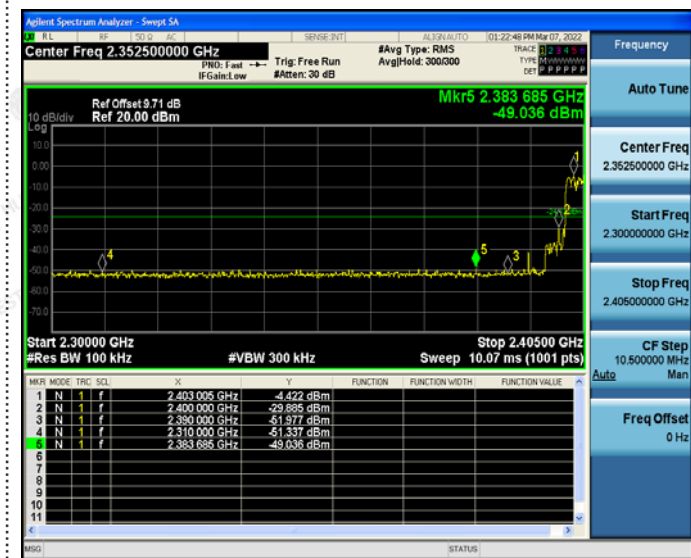 Agilent Spectrum Analyzer - Swept SA
RL RF 50 Ω AC SENSE:INT ALIGN AUTO 01:22:48 PM Mar 07, 2022
Center Freq 2.352500000 GHz
PNO: Fast
IFGain:Low
Trig: Free Run
#Atten: 30 dB
#Avg Type: RMS
Avg|Hold: 300/300
TRACE 1 2 3 4 5 6
TYPE M
DET P P P P P P
Mkr5 2.383 685 GHz
-49.036 dBm
Ref Offset 9.71 dB
Ref 20.00 dBm
10 dB/div
Log
10.0
0.00
-10.0
-20.0
-30.0
-40.0
-50.0
-60.0
-70.0
1
2
3
4
5
Start 2.30000 GHz Stop 2.40500 GHz
#Res BW 100 kHz #VBW 300 kHz Sweep 10.07 ms (1001 pts)
MKR MODE TRC SCL X Y FUNCTION FUNCTION WIDTH FUNCTION VALUE
1 N 1 f 2.403 005 GHz -4.422 dBm
2 N 1 f 2.400 000 GHz -29.885 dBm
3 N 1 f 2.390 000 GHz -51.977 dBm
4 N 1 f 2.310 000 GHz -51.337 dBm
5 N 1 f 2.383 685 GHz -49.036 dBm
6
7
8
9
10
11
MSG STATUS
Frequency
Auto Tune
Center Freq
2.352500000 GHz
Start Freq
2.300000000 GHz
Stop Freq
2.405000000 GHz
CF Step
10.500000 MHz
Auto Man
Freq Offset
0 Hz